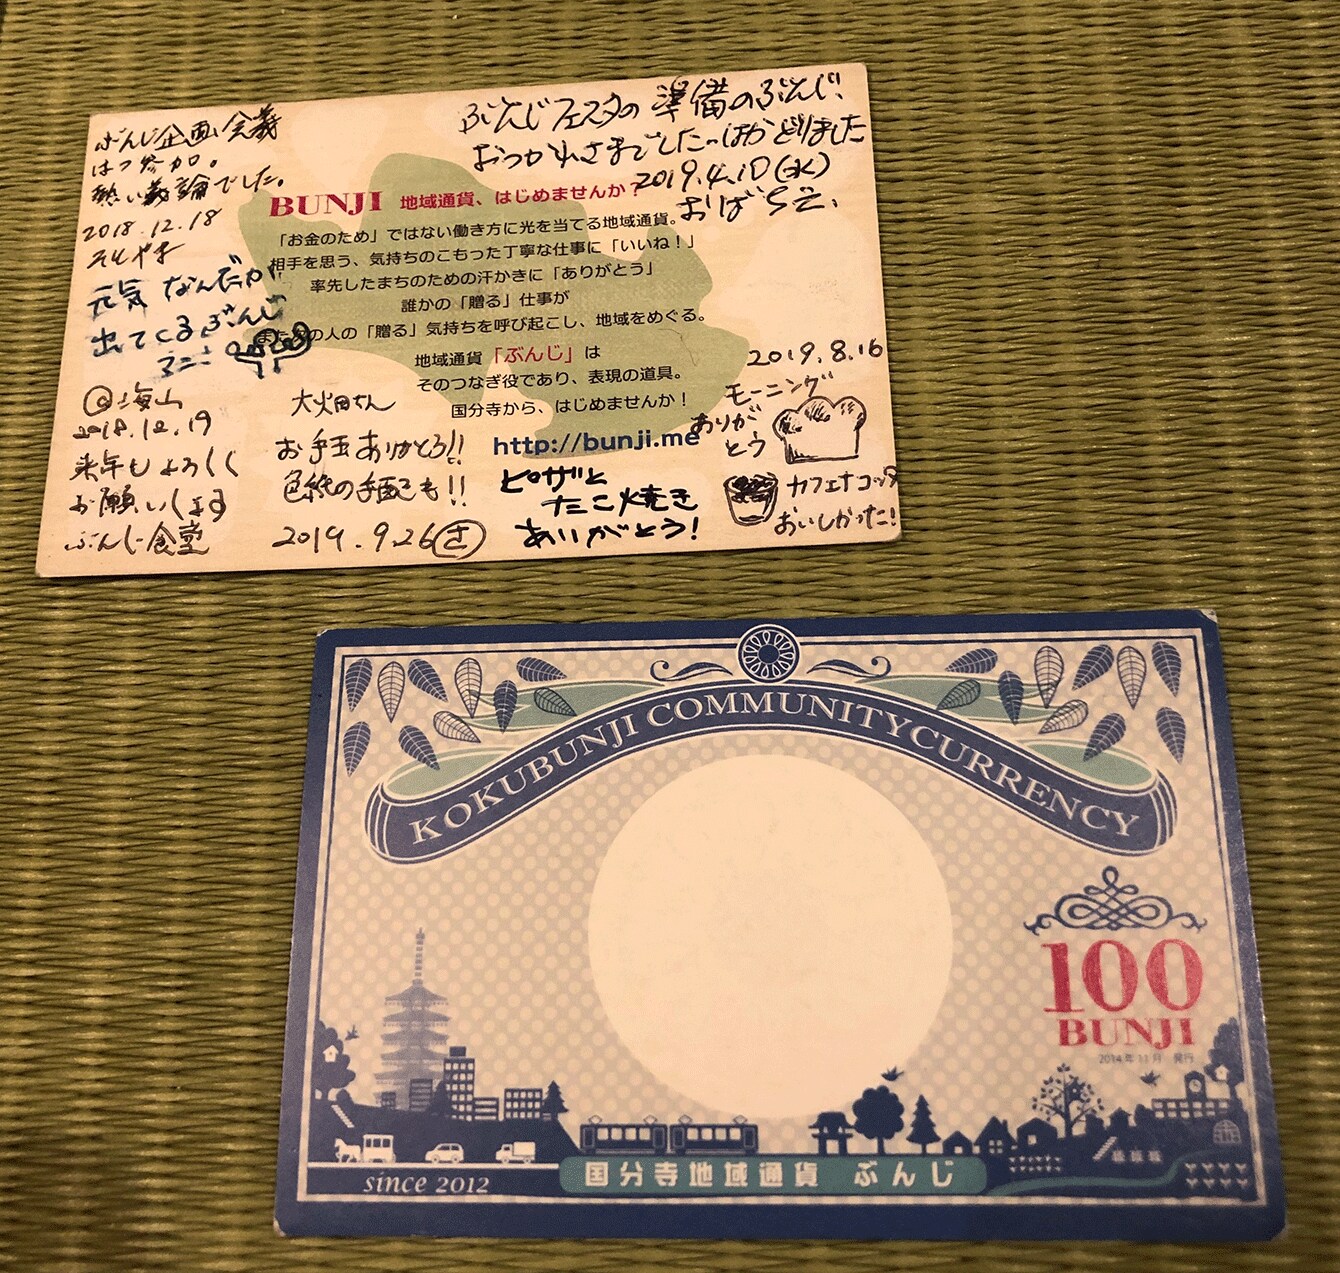 ぶんじ企画会議
はつ参加。
熱い議論でした。
2018.12.18
元気 なんだか
出てくるぶんじ
@海山
2018.12.19
来年もよろしく
お願いします
ぶんじ食堂
ぶんじフェスタの準備のぶんじ!
おつかれさまでした。はかどりました
2019.4.10(水)
BUNJI 地域通貨、はじめませんか?
「お金のため」ではない働き方に光を当てる地域通貨。
相手を思う、気持ちのこもった丁寧な仕事に「いいね!」
率先したまちのための汗かきに「ありがとう」
誰かの「贈る」仕事が
またの人の「贈る」気持ちを呼び起こし、地域をめぐる。
地域通貨「ぶんじ」は
そのつなぎ役であり、表現の道具。
国分寺から、はじめませんか!
http://bunji.me
お手玉ありがとう!!
色紙の手配も!!
2019.9.26
ピザと
たこ焼き
ありがとう!
2019.8.16
モーニング
ありが
とう
カフェナコッタ
おいしかった!
KOKUBUNJI COMMUNITYCURRENCY
100
BUNJI
2014年11月 発行
since 2012
国分寺地域通貨 ぶんじ